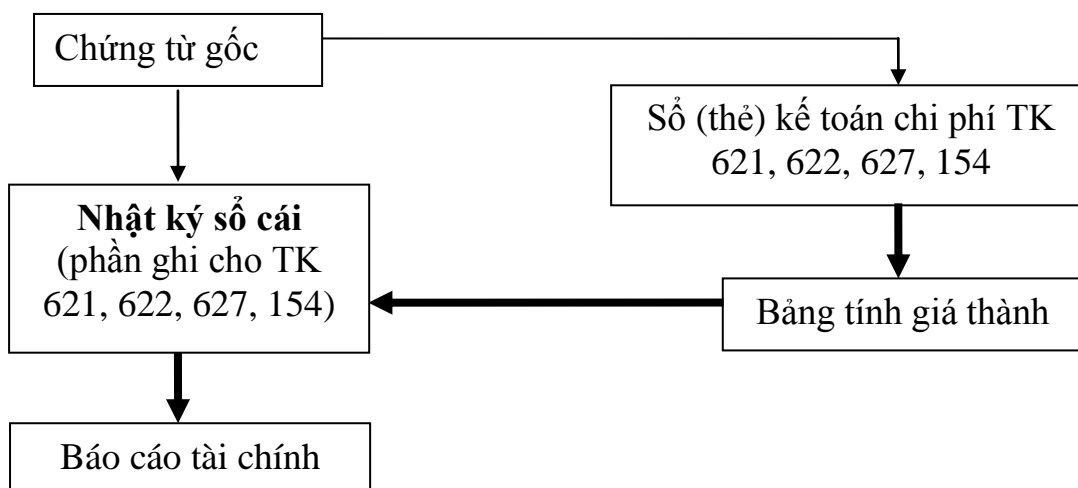 Chứng từ gốc
Sổ (thẻ) kế toán chi phí TK
621, 622, 627, 154
Nhật ký sổ cái
(phần ghi cho TK
621, 622, 627, 154)
Bảng tính giá thành
Báo cáo tài chính